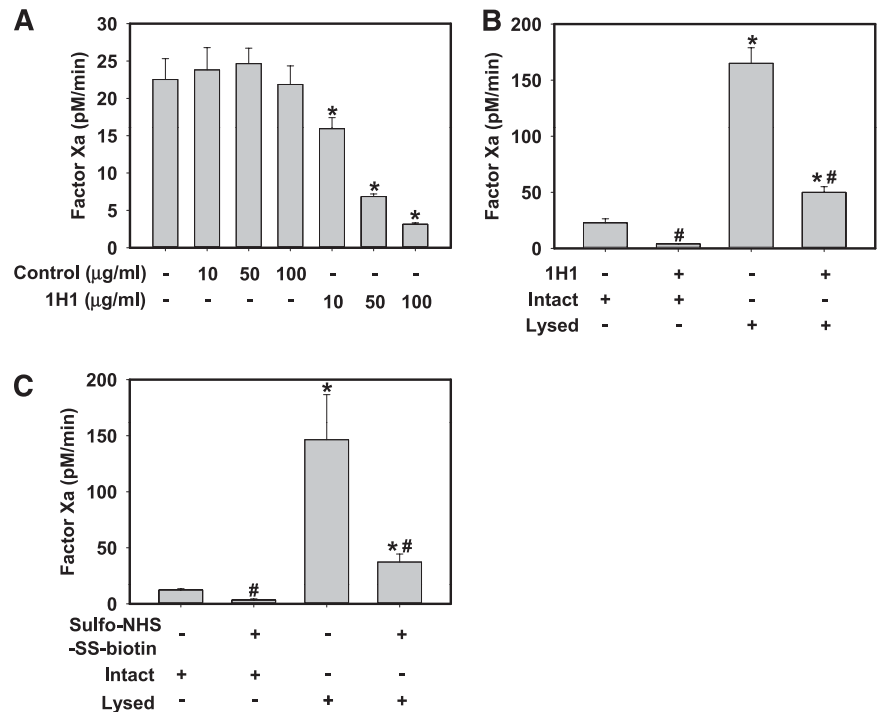 A
Factor Xa (pM/min)
30
25
20
15
10
5
0
* * *
Control (μg/ml) - 10 50 100 - - -
1H1 (μg/ml) - - - - 10 50 100
B
Factor Xa (pM/min)
200
150
100
50
0
# * *#
1H1 - + - +
Intact + + - -
Lysed - - + +
C
Factor Xa (pM/min)
200
150
100
50
0
# * *#
Sulfo-NHS
-SS-biotin - + - +
Intact + + - -
Lysed - - + +